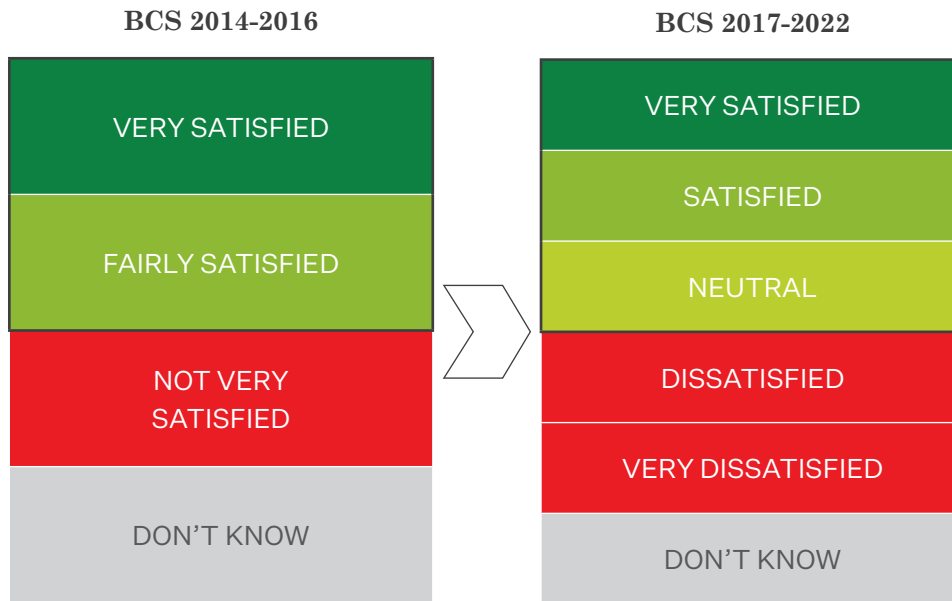 BCS 2014-2016
VERY SATISFIED
FAIRLY SATISFIED
NOT VERY
SATISFIED
DON’T KNOW
BCS 2017-2022
VERY SATISFIED
SATISFIED
NEUTRAL
DISSATISFIED
VERY DISSATISFIED
DON’T KNOW